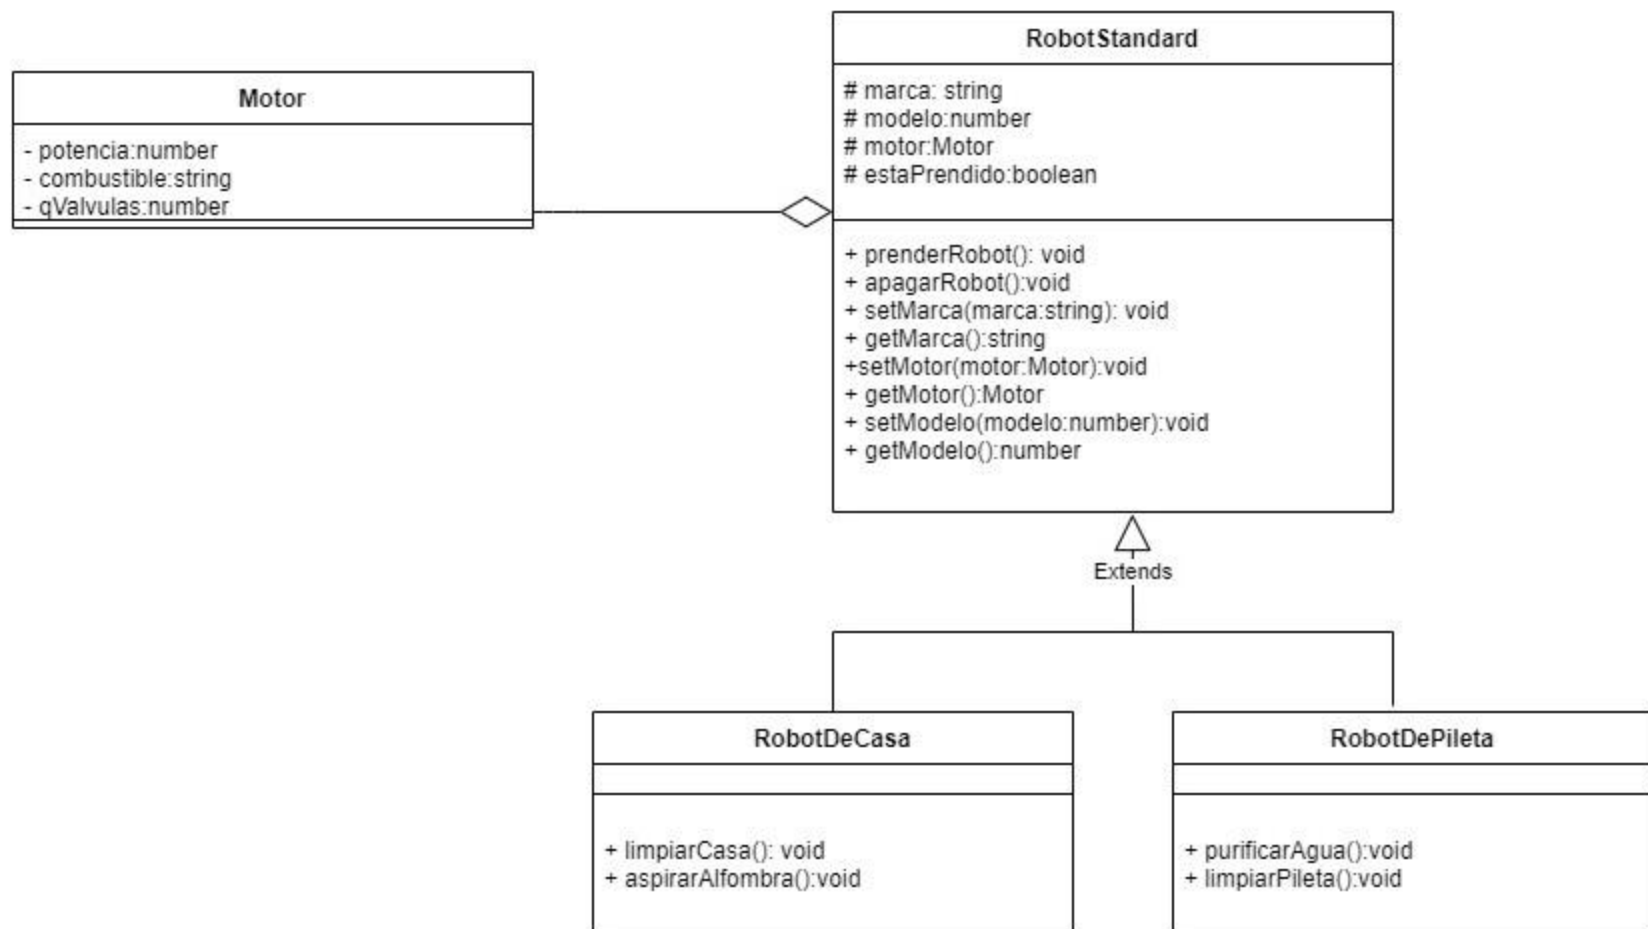 Motor
- potencia:number
- combustible:string
- qValvulas:number
RobotStandard
# marca: string
# modelo:number
# motor:Motor
# estaPrendido:boolean
+ prenderRobot(): void
+ apagarRobot():void
+ setMarca(marca:string): void
+ getMarca():string
+setMotor(motor:Motor):void
+ getMotor():Motor
+ setModelo(modelo:number):void
+ getModelo():number
Extends
RobotDeCasa
+ limpiarCasa(): void
+ aspirarAlfombra():void
RobotDePileta
+ purificarAgua():void
+ limpiarPileta():void